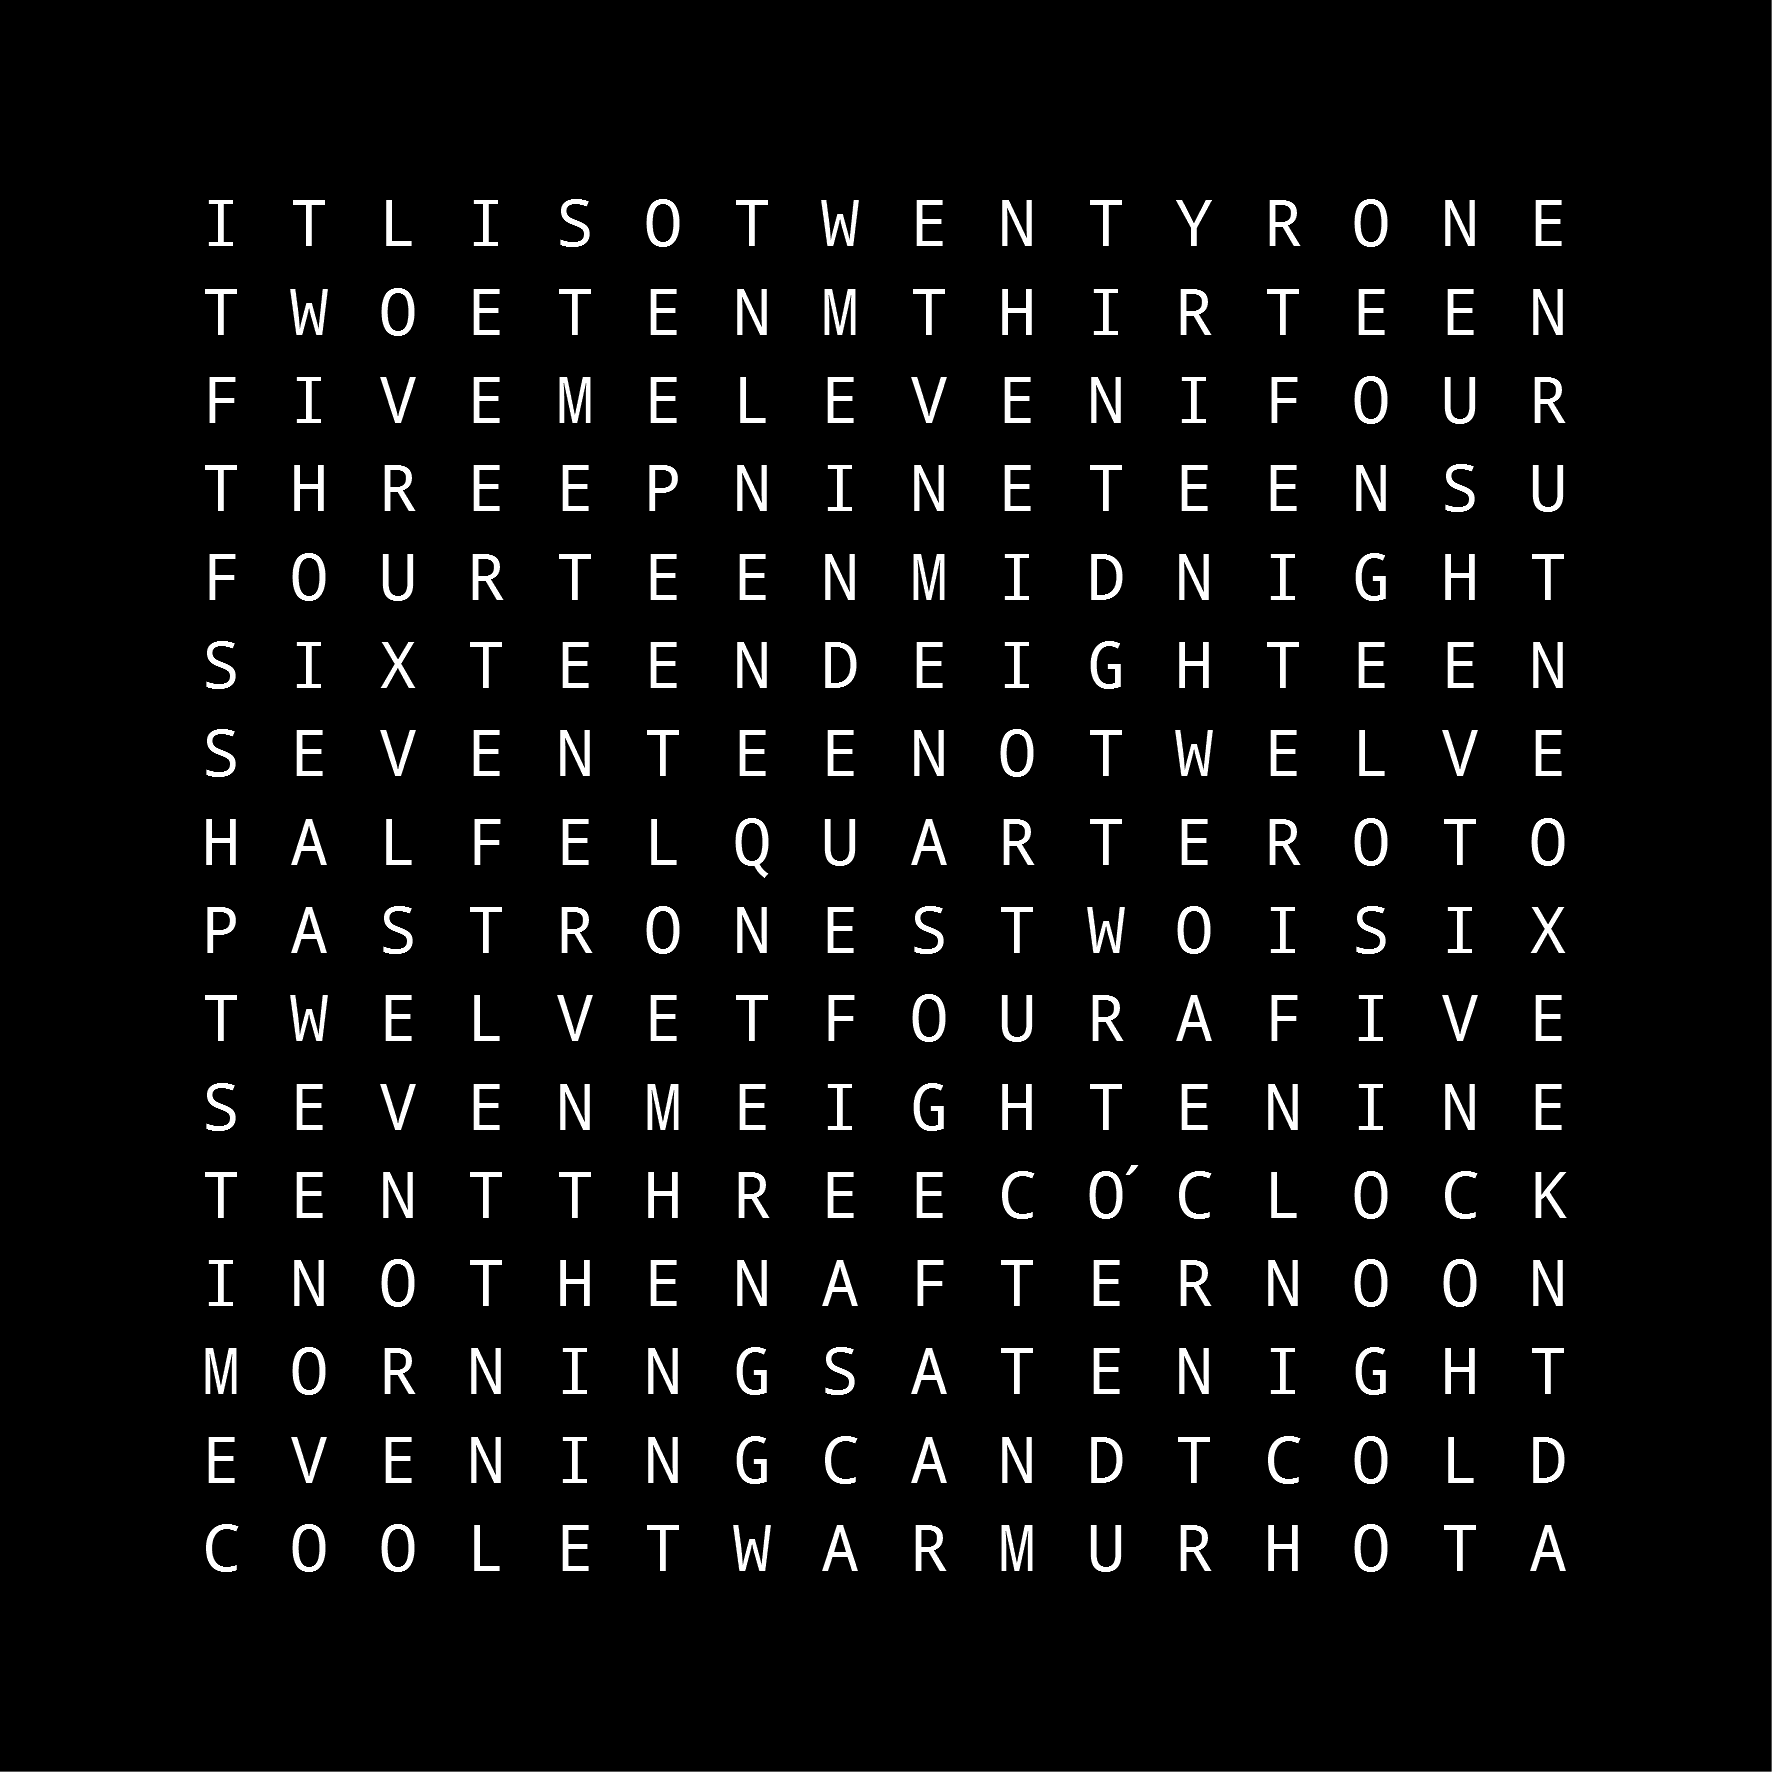 I T L I S O T W E N T Y R O N E
T W O E T E N M T H I R T E E N
F I V E M E L E V E N I F O U R
T H R E E P N I N E T E E N S U
F O U R T E E N M I D N I G H T
S I X T E E N D E I G H T E E N
S E V E N T E E N O T W E L V E
H A L F E L Q U A R T E R O T O
P A S T R O N E S T W O I S I X
T W E L V E T F O U R A F I V E
S E V E N M E I G H T E N I N E
T E N T T H R E E C O´ C L O C K
I N O T H E N A F T E R N O O N
M O R N I N G S A T E N I G H T
E V E N I N G C A N D T C O L D
C O O L E T W A R M U R H O T A